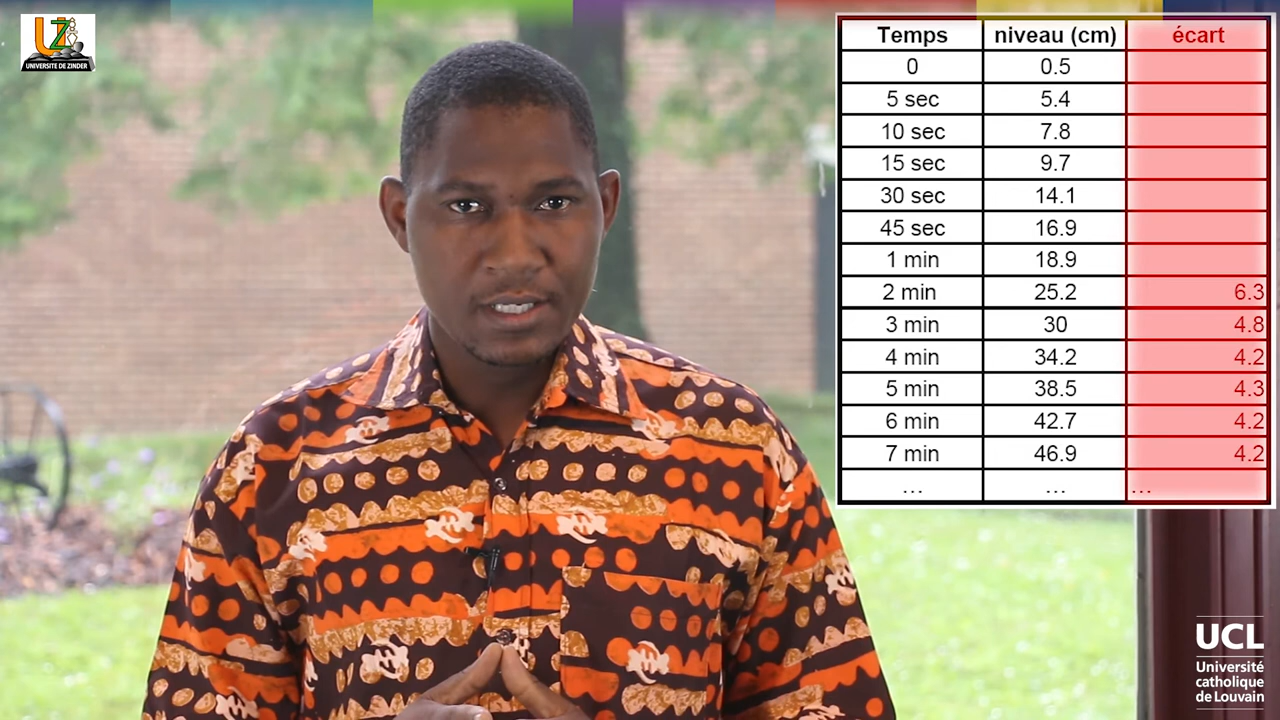 UZ
UNIVERSITE DE ZINDER
Temps niveau (cm) écart
0 0.5
5 sec 5.4
10 sec 7.8
15 sec 9.7
30 sec 14.1
45 sec 16.9
1 min 18.9
2 min 25.2 6.3
3 min 30 4.8
4 min 34.2 4.2
5 min 38.5 4.3
6 min 42.7 4.2
7 min 46.9 4.2
... ... ...
UCL
Université
catholique
de Louvain